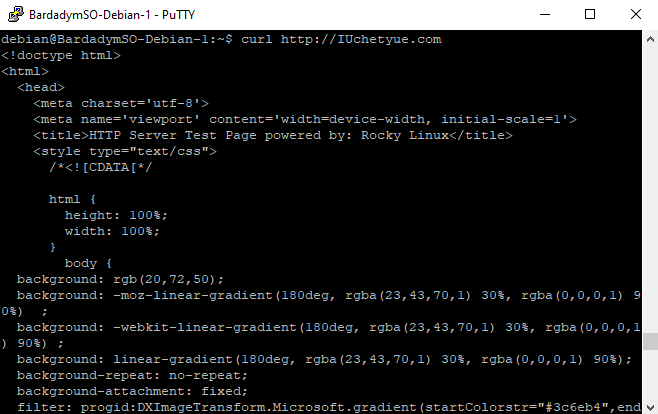 BardadymSO-Debian-1 - PuTTY
debian@BardadymSO-Debian-1:~$ curl http://IUchetyue.com
<!doctype html>
<html>
  <head>
    <meta charset='utf-8'>
    <meta name='viewport' content='width=device-width, initial-scale=1'>
    <title>HTTP Server Test Page powered by: Rocky Linux</title>
    <style type="text/css">
      /*<![CDATA[*/

      html {
        height: 100%;
        width: 100%;
      }
        body {
  background: rgb(20,72,50);
  background: -moz-linear-gradient(180deg, rgba(23,43,70,1) 30%, rgba(0,0,0,1) 9
0%)  ;
  background: -webkit-linear-gradient(180deg, rgba(23,43,70,1) 30%, rgba(0,0,0,1
) 90%) ;
  background: linear-gradient(180deg, rgba(23,43,70,1) 30%, rgba(0,0,0,1) 90%);
  background-repeat: no-repeat;
  background-attachment: fixed;
  filter: progid:DXImageTransform.Microsoft.gradient(startColorstr="#3c6eb4",end